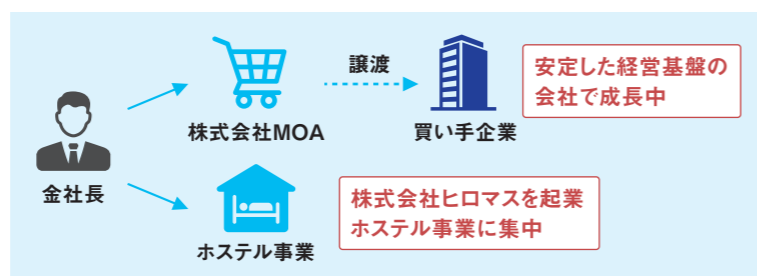 金社長
株式会社MOA
譲渡
買い手企業
安定した経営基盤の
会社で成長中
ホステル事業
株式会社ヒロマスを起業
ホステル事業に集中